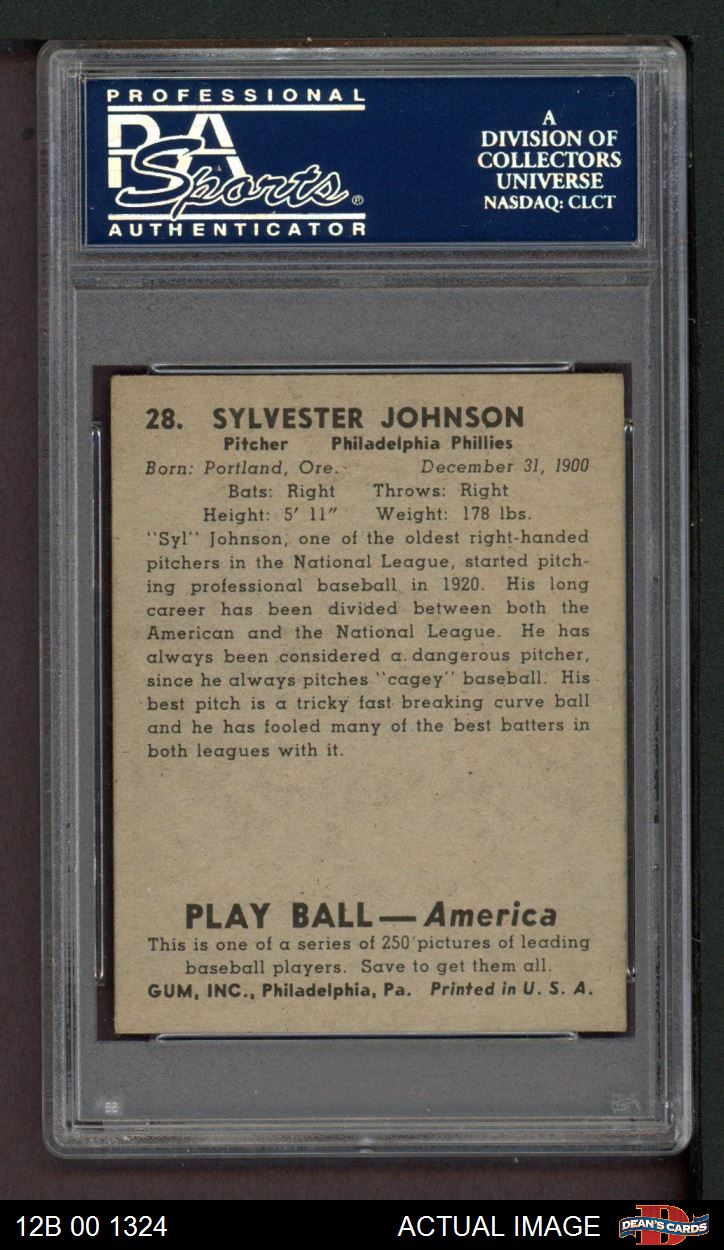 PROFESSIONAL
PSA
Sports®
AUTHENTICATOR
A
DIVISION OF
COLLECTORS
UNIVERSE
NASDAQ: CLCT
28. SYLVESTER JOHNSON
Pitcher Philadelphia Phillies
Born: Portland, Ore. December 31, 1900
Bats: Right Throws: Right
Height: 5' 11" Weight: 178 lbs.
"Syl" Johnson, one of the oldest right-handed
pitchers in the National League, started pitch-
ing professional baseball in 1920. His long
career has been divided between both the
American and the National League. He has
always been considered a dangerous pitcher,
since he always pitches "cagey" baseball. His
best pitch is a tricky fast breaking curve ball
and he has fooled many of the best batters in
both leagues with it.
PLAY BALL — America
This is one of a series of 250 pictures of leading
baseball players. Save to get them all.
GUM, INC., Philadelphia, Pa. Printed in U. S. A.
PSA
12B 00 1324 ACTUAL IMAGE DEAN'S CARDS